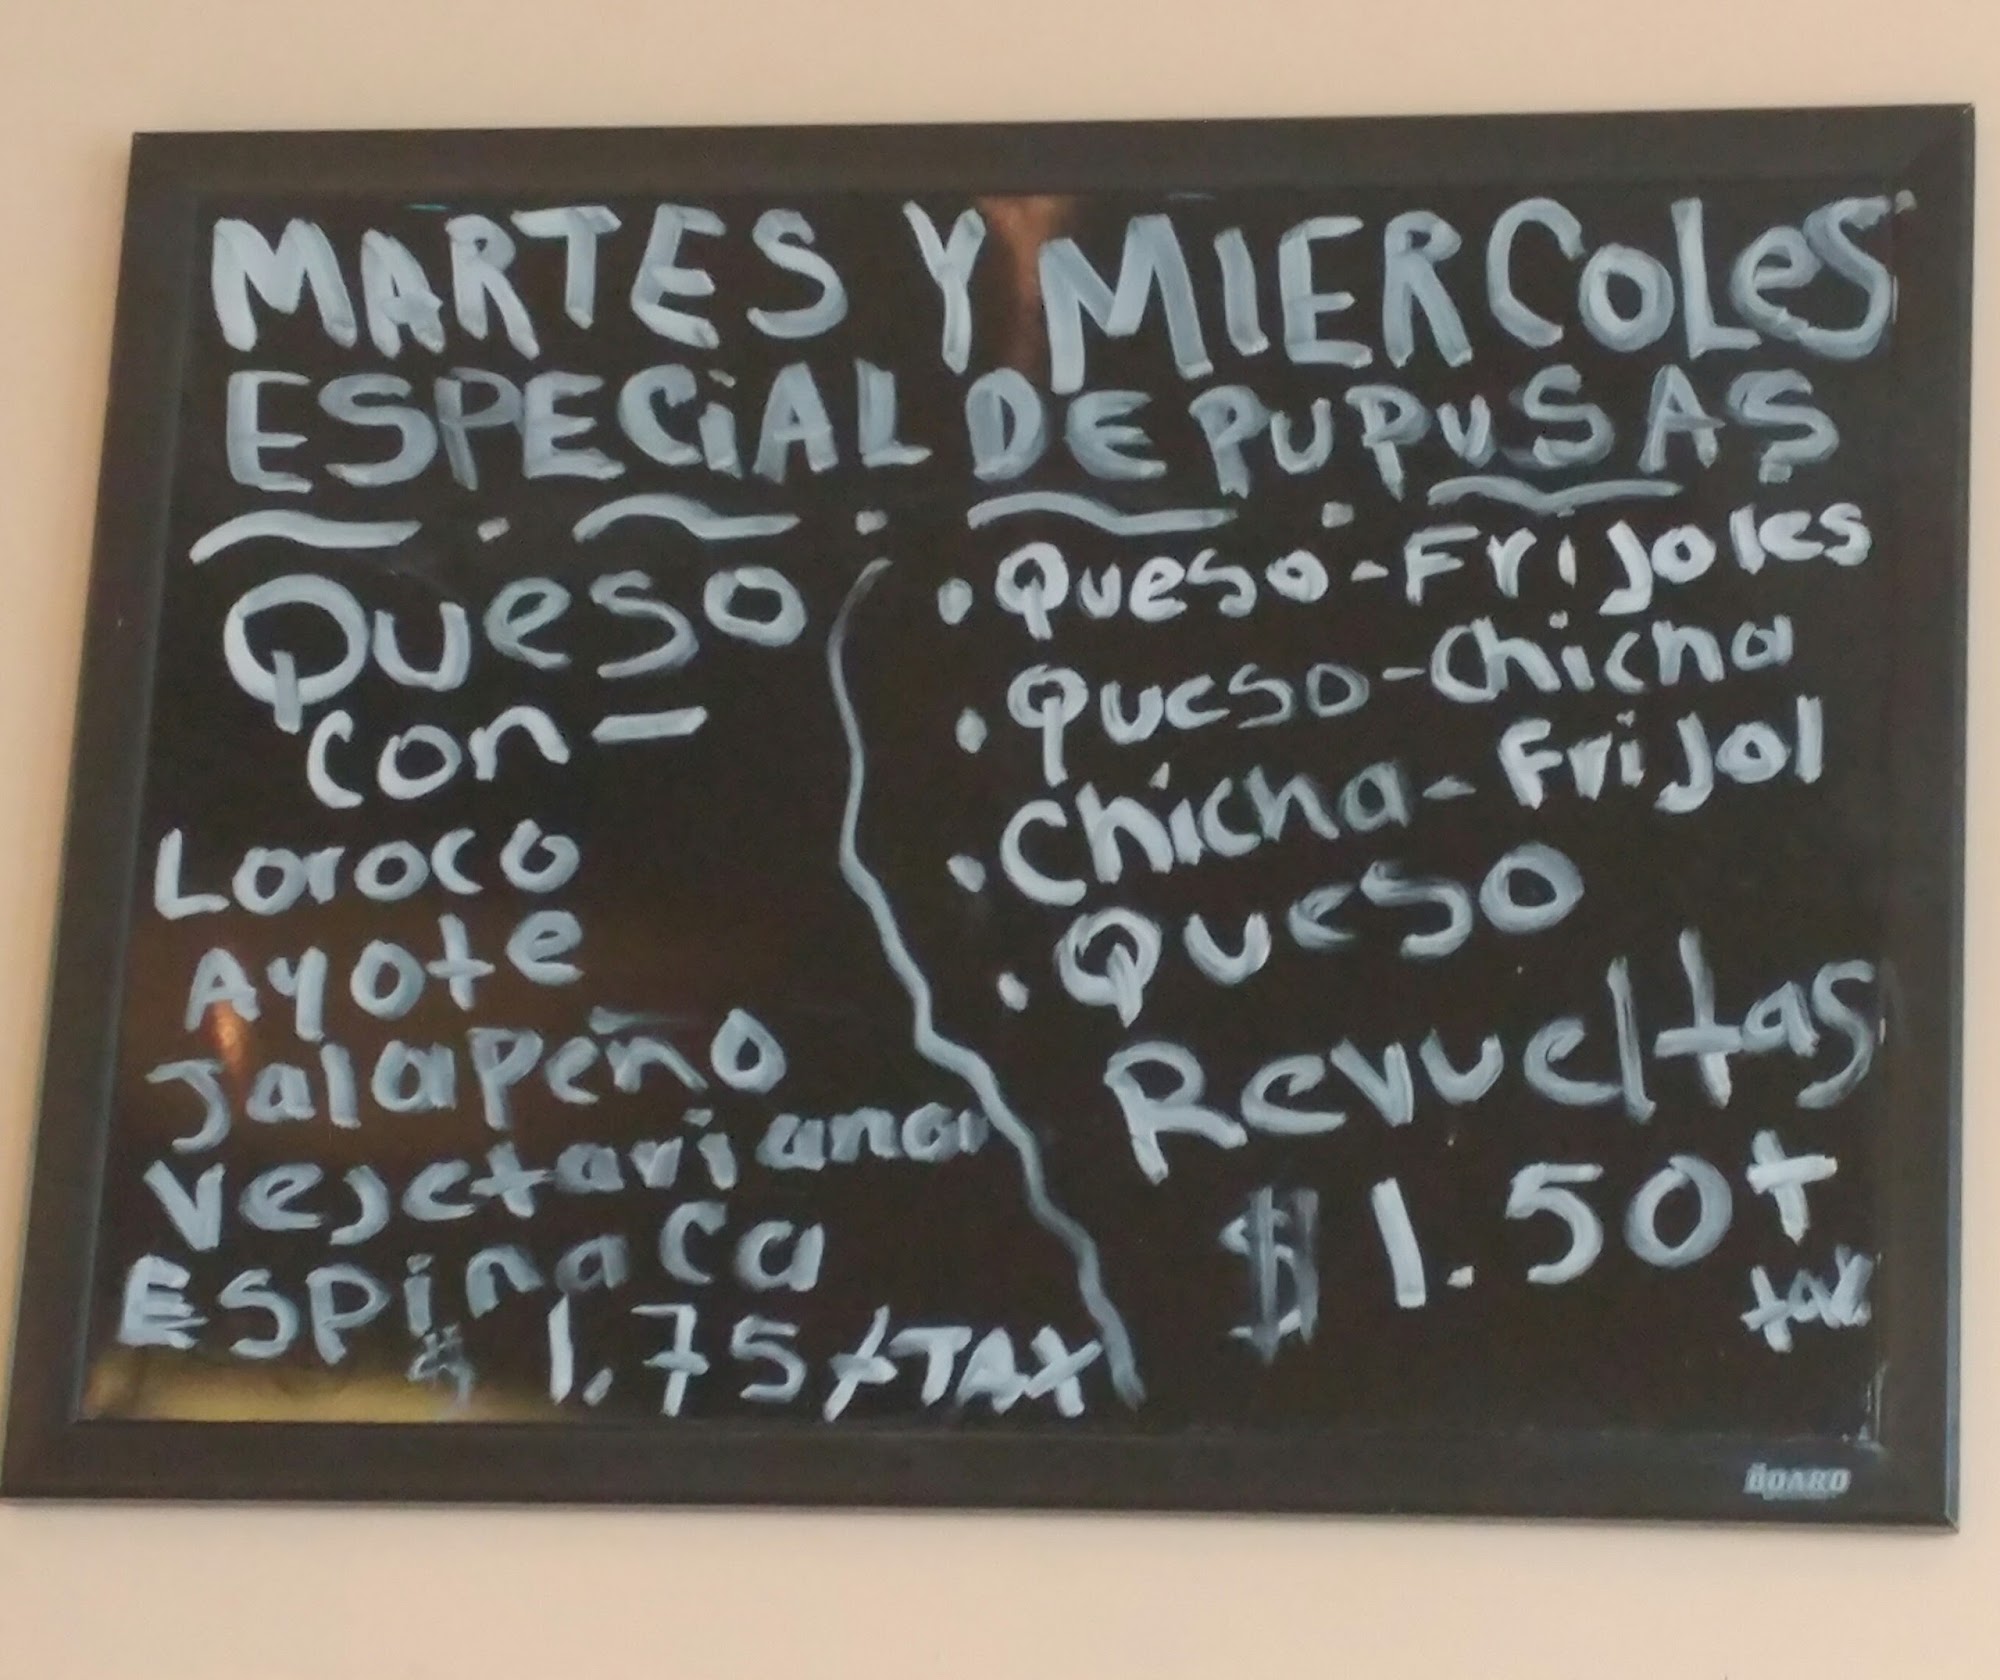 MARTES Y MIERCOLeS
ESPECiAL DE PUPUSAS
Queso
con-
Loroco
Ayote
Jalapeño
Vejetariana
Espinaca
$ 1.75 + TAX
• Queso-Frijoles
• Queso-Chicha
• Chicha-Frijol
• Queso
Revueltas
$ 1.50 +
tax
BOARD